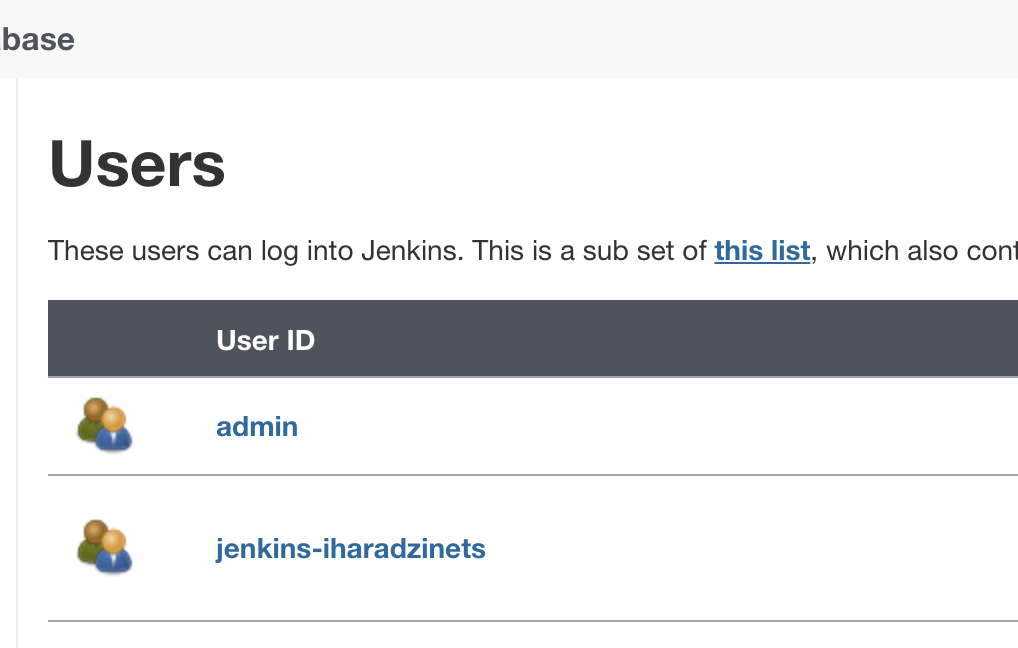 base
Users
These users can log into Jenkins. This is a sub set of this list, which also cont
User ID
admin
jenkins-iharadzinets